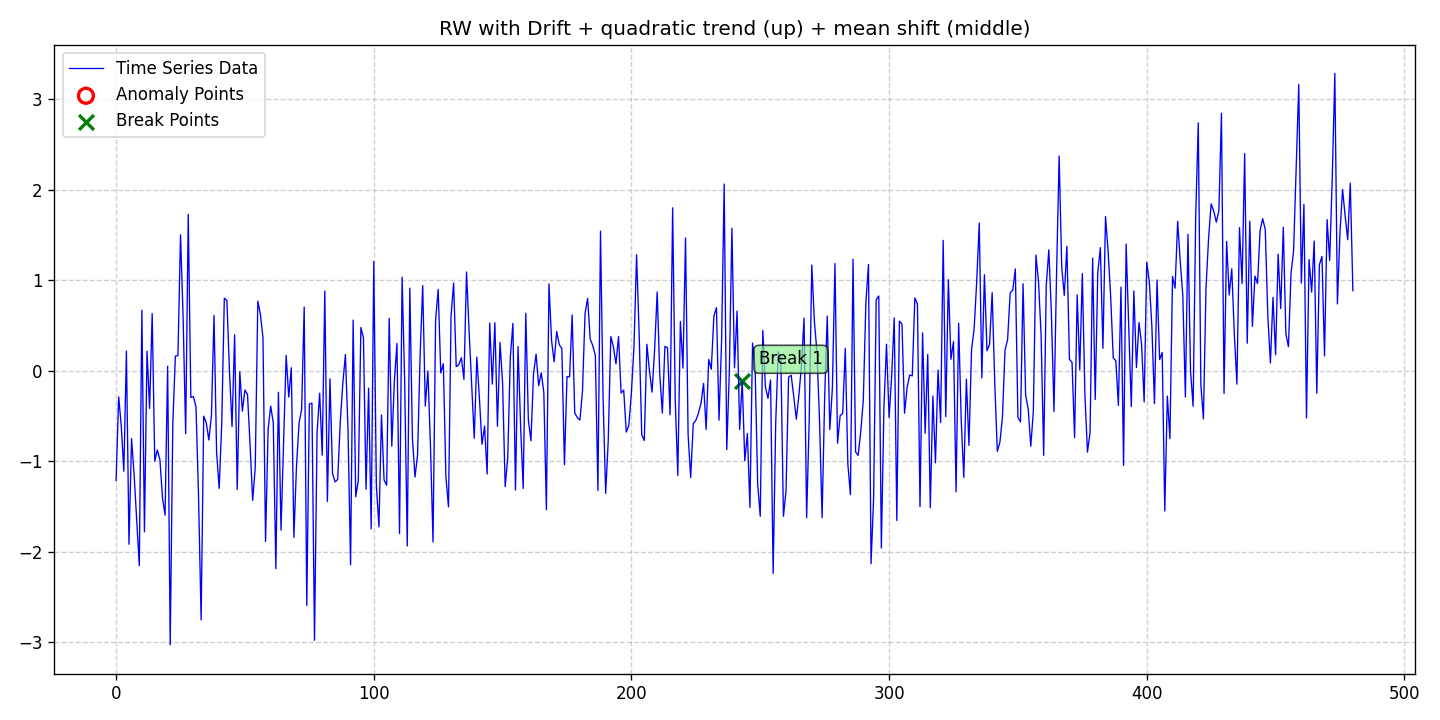 RW with Drift + quadratic trend (up) + mean shift (middle)
Time Series Data
Anomaly Points
Break Points
Break 1
3
2
1
0
−1
−2
−3
0 100 200 300 400 500